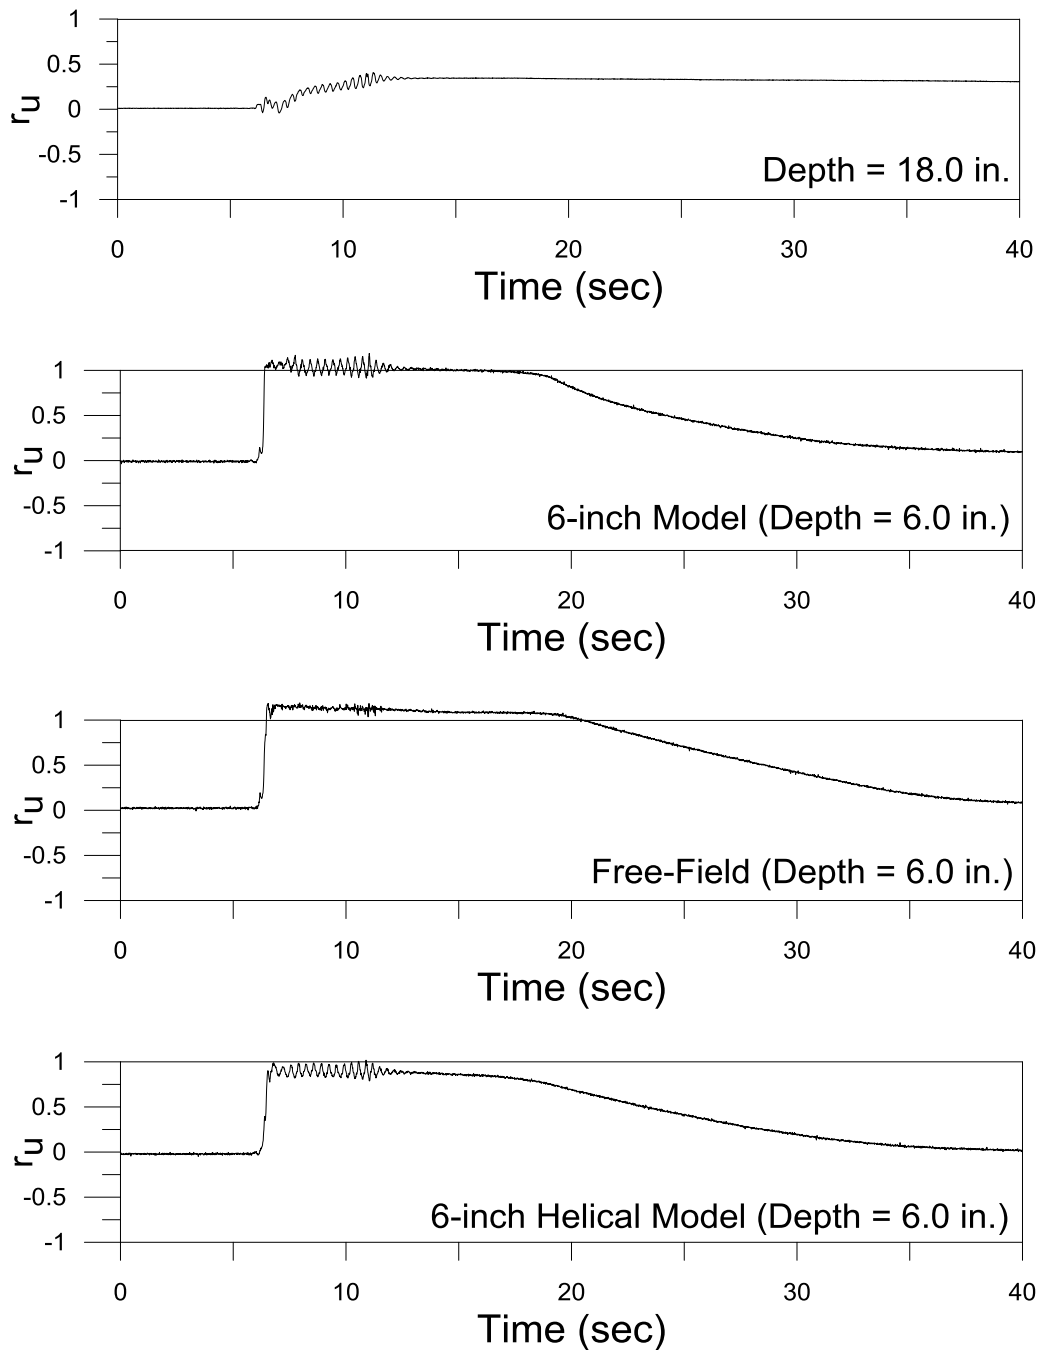 1
0.5
0
-0.5
-1
ru
Depth = 18.0 in.
0 10 20 30 40
Time (sec)
1
0.5
0
-0.5
-1
ru
6-inch Model (Depth = 6.0 in.)
0 10 20 30 40
Time (sec)
1
0.5
0
-0.5
-1
ru
Free-Field (Depth = 6.0 in.)
0 10 20 30 40
Time (sec)
1
0.5
0
-0.5
-1
ru
6-inch Helical Model (Depth = 6.0 in.)
0 10 20 30 40
Time (sec)